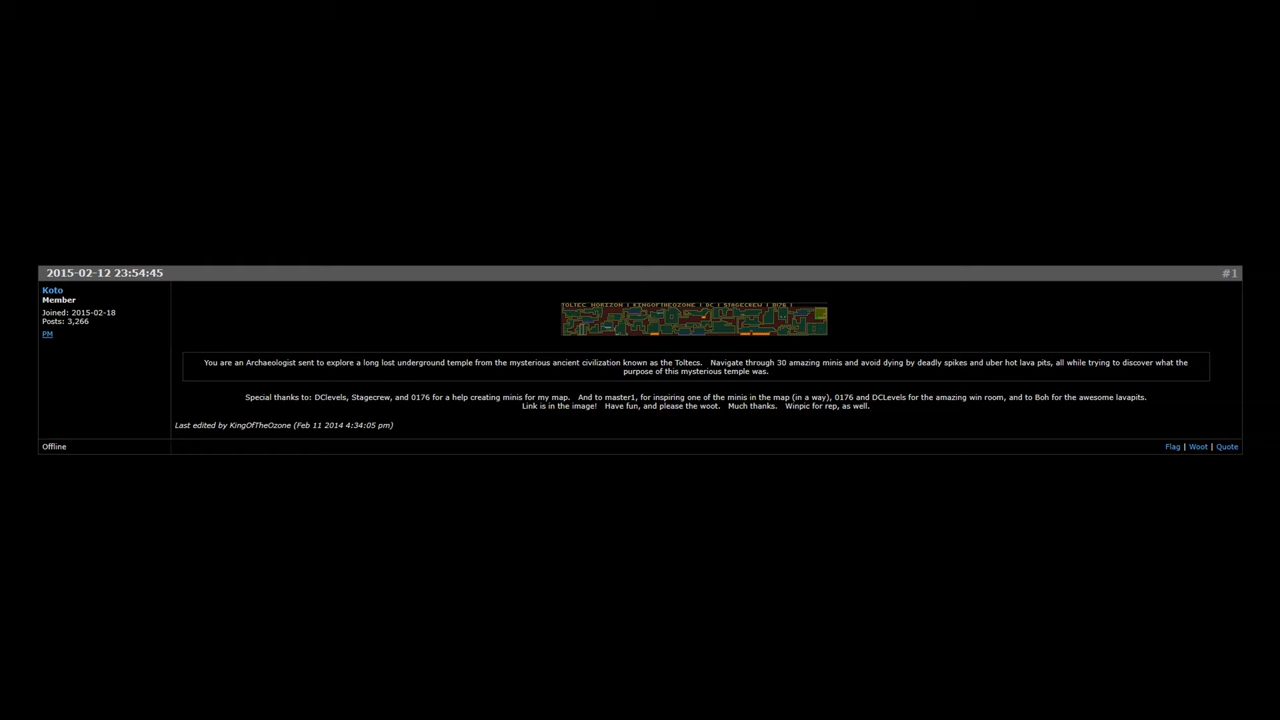 2015-02-12 23:54:45 #1
Koto
Member
Joined: 2015-02-18
Posts: 3,266
PM
TOLTEC HORIZON | KINGOFTHEOZONE | DC | STAGECREW | 0176 |
You are an Archaeologist sent to explore a long lost underground temple from the mysterious ancient civilization known as the Toltecs. Navigate through 30 amazing minis and avoid dying by deadly spikes and uber hot lava pits, all while trying to discover what the
purpose of this mysterious temple was.
Special thanks to: DClevels, Stagecrew, and 0176 for a help creating minis for my map. And to master1, for inspiring one of the minis in the map (in a way), 0176 and DCLevels for the amazing win room, and to Boh for the awesome lavapits.
Link is in the image! Have fun, and please the woot. Much thanks. Winpic for rep, as well.
Last edited by KingOfTheOzone (Feb 11 2014 4:34:05 pm)
Offline
Flag | Woot | Quote